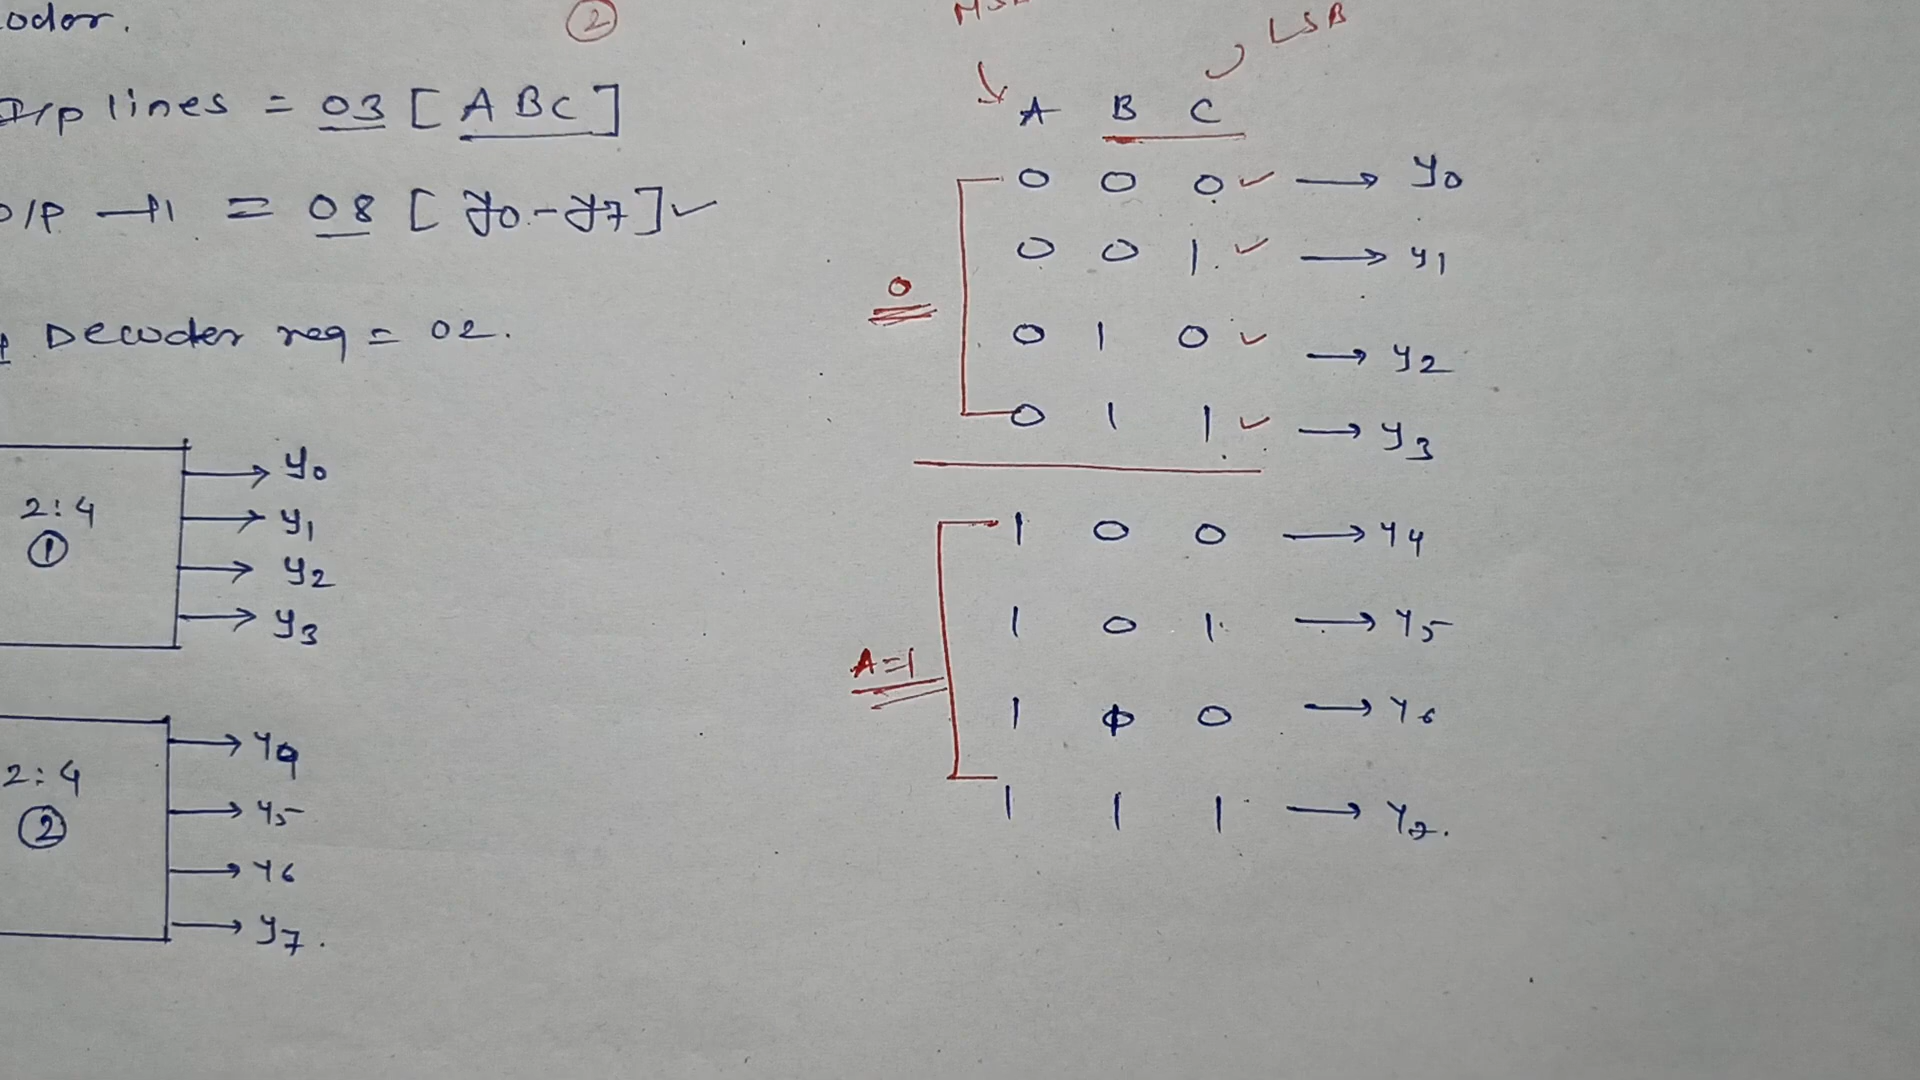 ②
LSB
I/p lines = 03 [ A B C ]
O/P —11 = 08 [ y0 - y7 ] ✓
Decoder req = 02.
2:4
①
y0
y1
y2
y3
2:4
②
y4
y5
y6
y7.
A B C
0 0 0 ✓ → y0
0 0 1. ✓ → y1
0
0 1 0 ✓ → y2
0 1 1 ✓ → y3
1 0 0 → y4
1 0 1. → y5
A=1
1 φ 0 → y6
1 1 1 → y7.